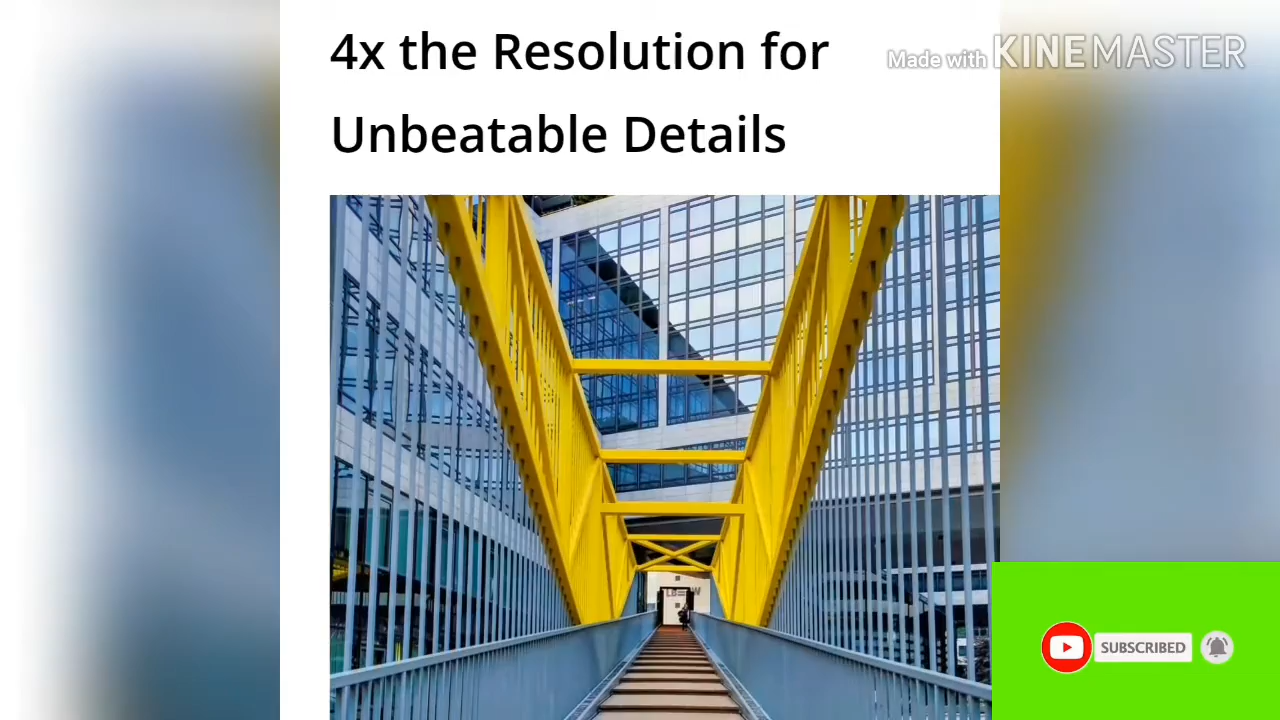 4x the Resolution for
Unbeatable Details
Made with KINEMASTER
SUBSCRIBED